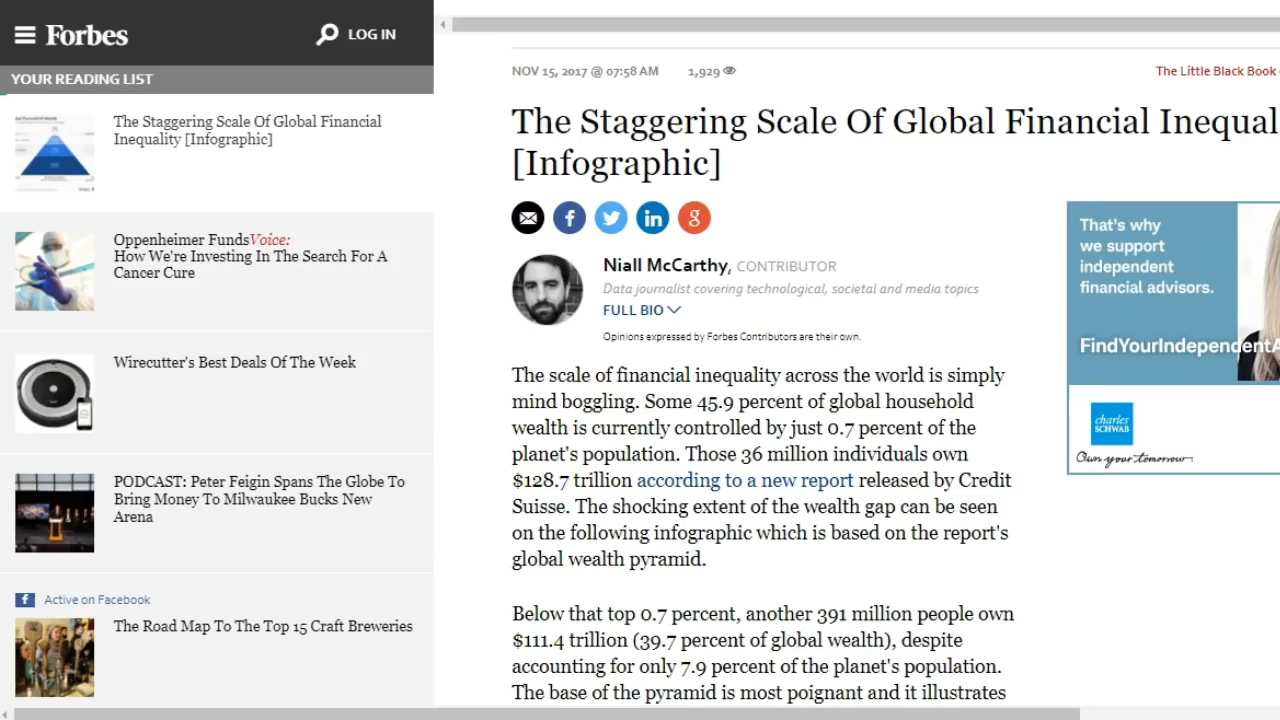 Forbes
LOG IN
YOUR READING LIST
The Staggering Scale Of Global Financial
Inequality [Infographic]
Oppenheimer FundsVoice:
How We're Investing In The Search For A
Cancer Cure
Wirecutter's Best Deals Of The Week
PODCAST: Peter Feigin Spans The Globe To
Bring Money To Milwaukee Bucks New
Arena
f Active on Facebook
The Road Map To The Top 15 Craft Breweries
NOV 15, 2017 @ 07:58 AM 1,929
The Little Black Book
The Staggering Scale Of Global Financial Inequal
[Infographic]
f in g
Niall McCarthy, CONTRIBUTOR
Data journalist covering technological, societal and media topics
FULL BIO
Opinions expressed by Forbes Contributors are their own.
The scale of financial inequality across the world is simply
mind boggling. Some 45.9 percent of global household
wealth is currently controlled by just 0.7 percent of the
planet's population. Those 36 million individuals own
$128.7 trillion according to a new report released by Credit
Suisse. The shocking extent of the wealth gap can be seen
on the following infographic which is based on the report's
global wealth pyramid.
Below that top 0.7 percent, another 391 million people own
$111.4 trillion (39.7 percent of global wealth), despite
accounting for only 7.9 percent of the planet's population.
The base of the pyramid is most poignant and it illustrates
That's why
we support
independent
financial advisors.
FindYourIndependentA
charles
SCHWAB
Own your tomorrow